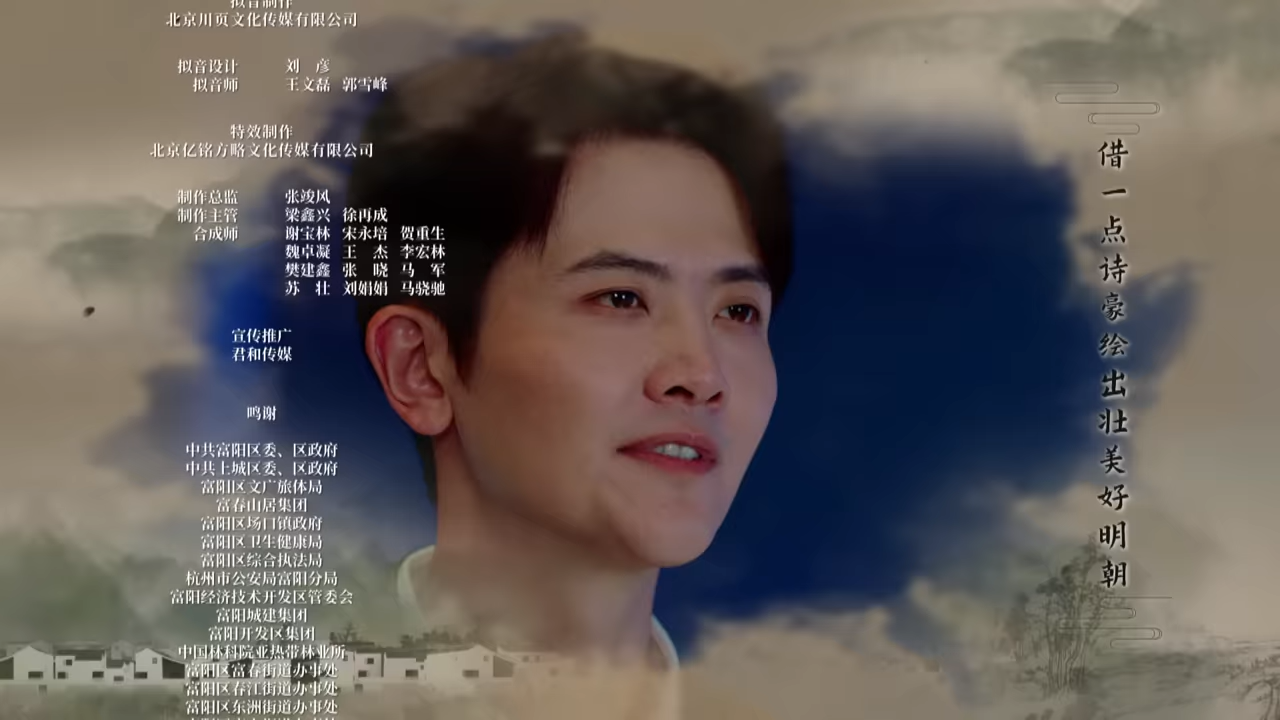 拟音制作
北京川页文化传媒有限公司
拟音设计 刘 彦
拟音师 王文磊 郭雪峰
特效制作
北京亿铭方略文化传媒有限公司
制作总监 张竣风
制作主管 梁鑫兴 徐再成
合成师 谢宝林 宋永培 贺重生
魏卓凝 王 杰 李宏林
樊建鑫 张 晓 马 军
苏 壮 刘娟娟 马骁驰
宣传推广
君和传媒
鸣谢
中共富阳区委、区政府
中共上城区委、区政府
富阳区文广旅体局
富春山居集团
富阳区场口镇政府
富阳区卫生健康局
富阳区综合执法局
杭州市公安局富阳分局
富阳经济技术开发区管委会
富阳城建集团
富阳开发区集团
中国林科院亚热带林业所
富阳区富春街道办事处
富阳区春江街道办事处
富阳区东洲街道办事处
借一点诗豪绘出壮美好明朝